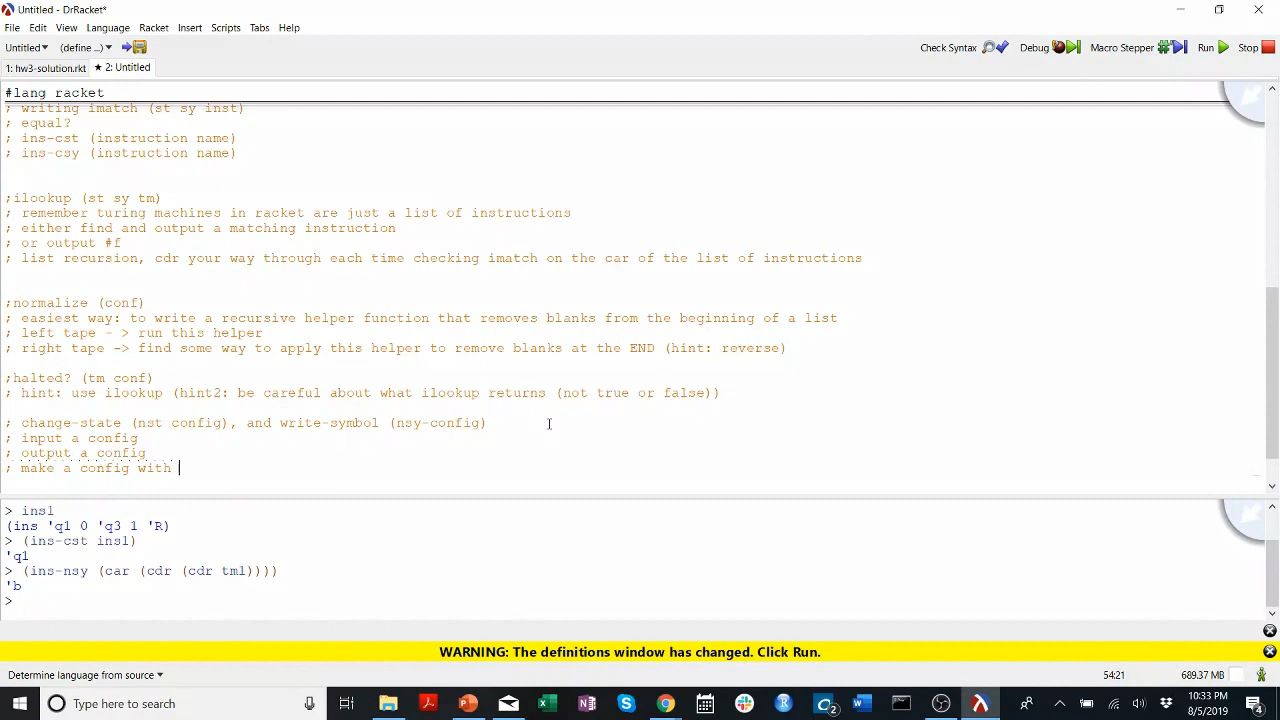 Untitled - DrRacket*
File Edit View Language Racket Insert Scripts Tabs Help
Untitled▾ (define ...)▾ Check Syntax Debug Macro Stepper Run Stop
1: hw3-solution.rkt ★ 2: Untitled
#lang racket
; writing imatch (st sy inst)
; equal?
; ins-cst (instruction name)
; ins-csy (instruction name)
;ilookup (st sy tm)
; remember turing machines in racket are just a list of instructions
; either find and output a matching instruction
; or output #f
; list recursion, cdr your way through each time checking imatch on the car of the list of instructions
;normalize (conf)
; easiest way: to write a recursive helper function that removes blanks from the beginning of a list
; left tape - > run this helper
; right tape -> find some way to apply this helper to remove blanks at the END (hint: reverse)
;halted? (tm conf)
; hint: use ilookup (hint2: be careful about what ilookup returns (not true or false))
; change-state (nst config), and write-symbol (nsy-config)
; input a config
; output a config
; make a config with
> ins1
(ins 'q1 0 'q3 1 'R)
> (ins-cst ins1)
'q1
> (ins-nsy (car (cdr (cdr tm1))))
'b
>
WARNING: The definitions window has changed. Click Run.
Determine language from source▾ 54:21 689.37 MB
Type here to search
10:33 PM
8/5/2019